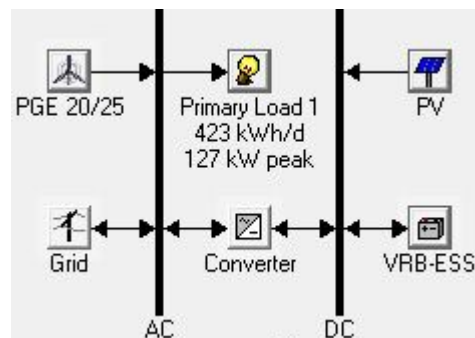 PGE 20/25
Primary Load 1
423 kWh/d
127 kW peak
PV
Grid
Converter
VRB-ESS
AC
DC